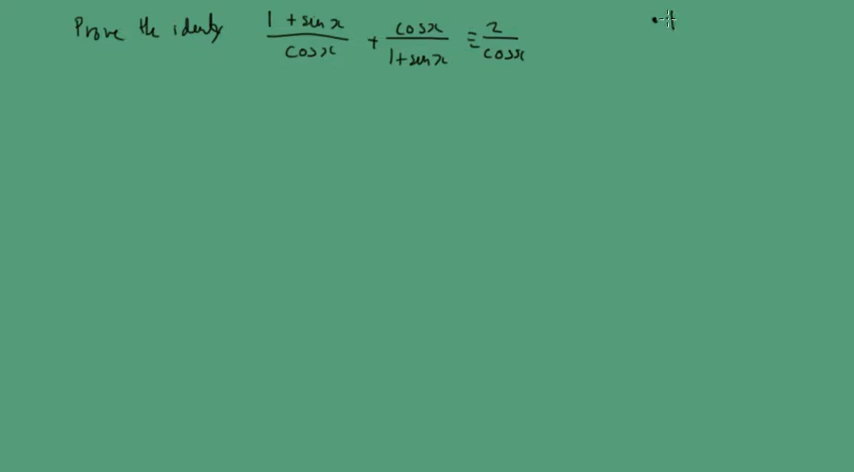 Prove the identity (1 + sin x)/(cos x) + (cos x)/(1 + sin x) ≡ 2/(cos x)